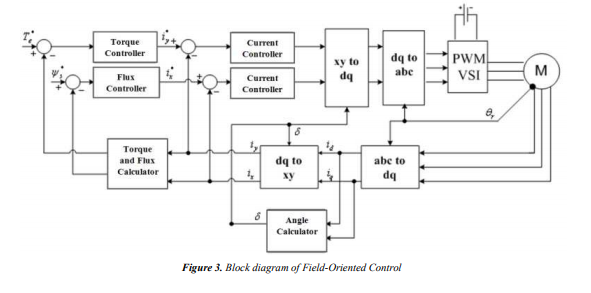 T*e
Torque
Controller
i*y
Current
Controller
xy to
dq
dq to
abc
PWM
VSI
M
ψ*s
Flux
Controller
i*x
Current
Controller
θr
δ
Torque
and Flux
Calculator
iy
ix
dq to
xy
id
iq
abc to
dq
δ
Angle
Calculator
Figure 3. Block diagram of Field-Oriented Control